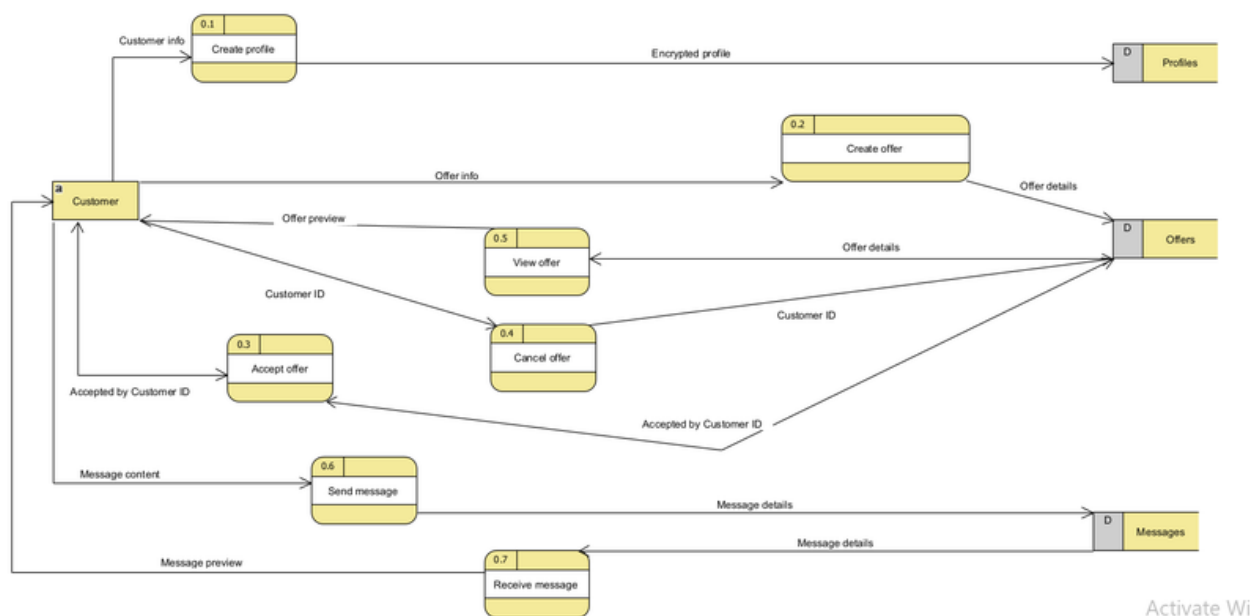 0.1
Customer info
Create profile
Encrypted profile
D
Profiles
0.2
Create offer
Offer info
Offer details
a
Customer
Offer preview
D
Offers
0.5
View offer
Offer details
Customer ID
Customer ID
0.4
Cancel offer
0.3
Accept offer
Accepted by Customer ID
Accepted by Customer ID
0.6
Send message
Message content
Message details
D
Messages
Message details
0.7
Receive message
Message preview
Activate Wi